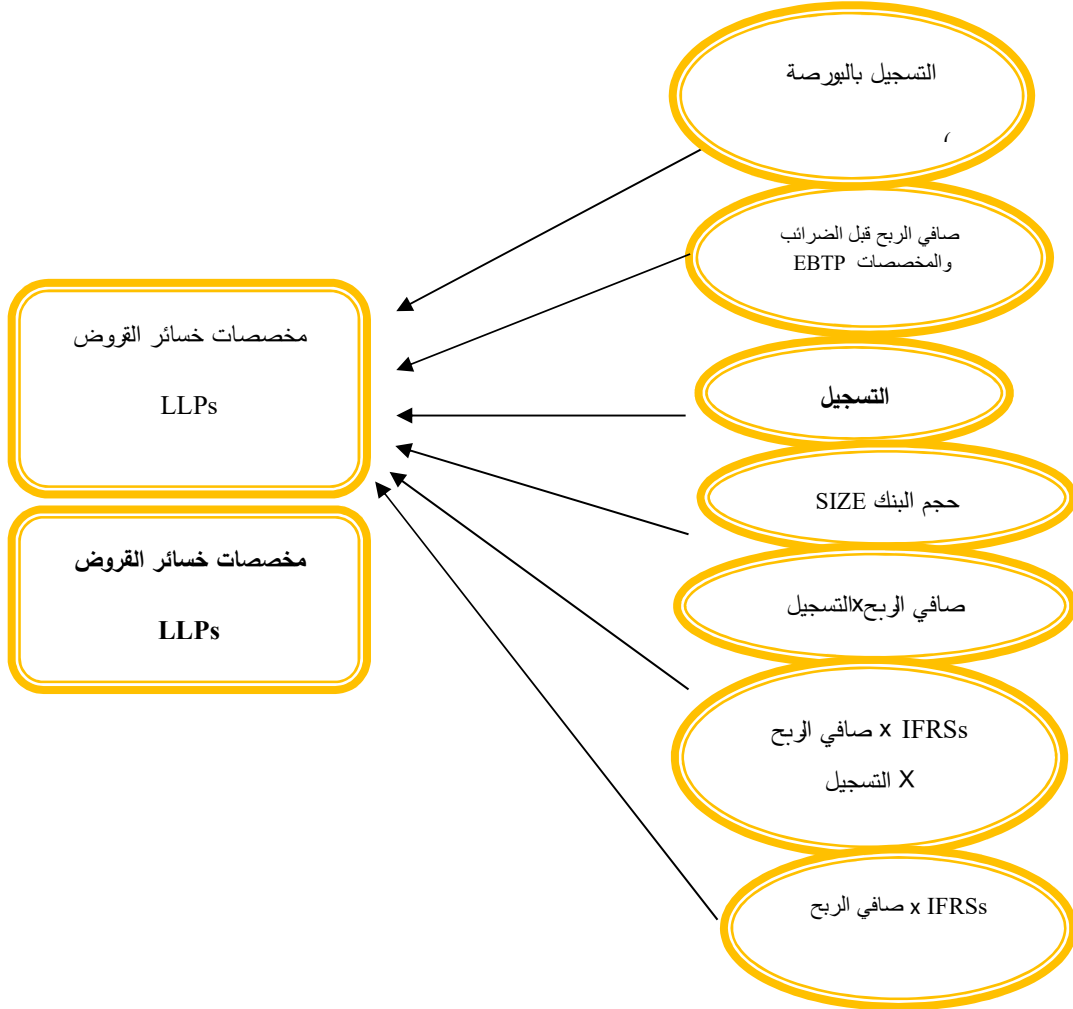 التسجيل بالبورصة
،
صافي الربح قبل الضرائب
والمخصصات EBTP
التسجيل
حجم البنك SIZE
صافي الربحxالتسجيل
IFRSs x صافي الربح
X التسجيل
IFRSs x صافي الربح
مخصصات خسائر القروض
LLPs
مخصصات خسائر القروض
LLPs